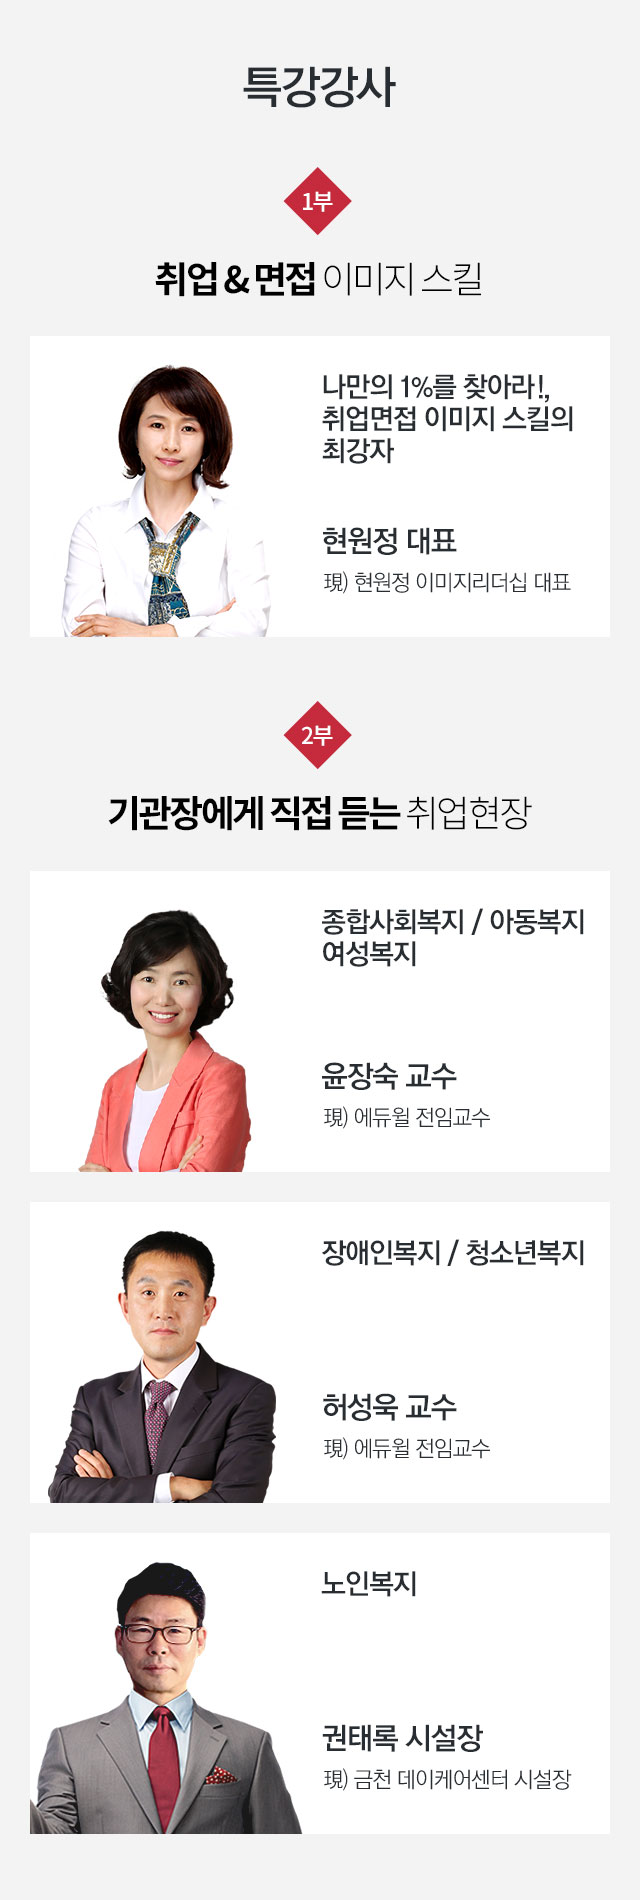 특강강사
1부
취업 & 면접 이미지 스킬
나만의 1%를 찾아라!,
취업면접 이미지 스킬의
최강자
현원정 대표
現) 현원정 이미지리더십 대표
2부
기관장에게 직접 듣는 취업현장
종합사회복지 / 아동복지
여성복지
윤장숙 교수
現) 에듀윌 전임교수
장애인복지 / 청소년복지
허성욱 교수
現) 에듀윌 전임교수
노인복지
권태록 시설장
現) 금천 데이케어센터 시설장